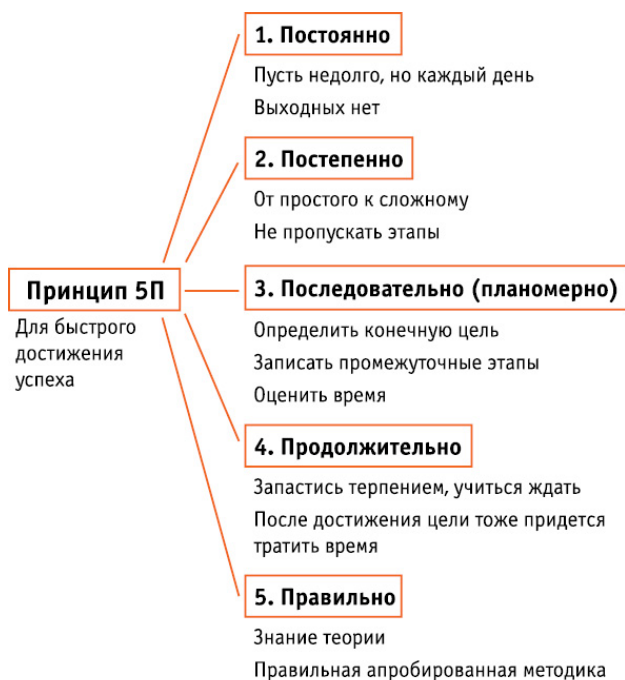 Принцип 5П
Для быстрого
достижения
успеха
1. Постоянно
Пусть недолго, но каждый день
Выходных нет
2. Постепенно
От простого к сложному
Не пропускать этапы
3. Последовательно (планомерно)
Определить конечную цель
Записать промежуточные этапы
Оценить время
4. Продолжительно
Запастись терпением, учиться ждать
После достижения цели тоже придется
тратить время
5. Правильно
Знание теории
Правильная апробированная методика